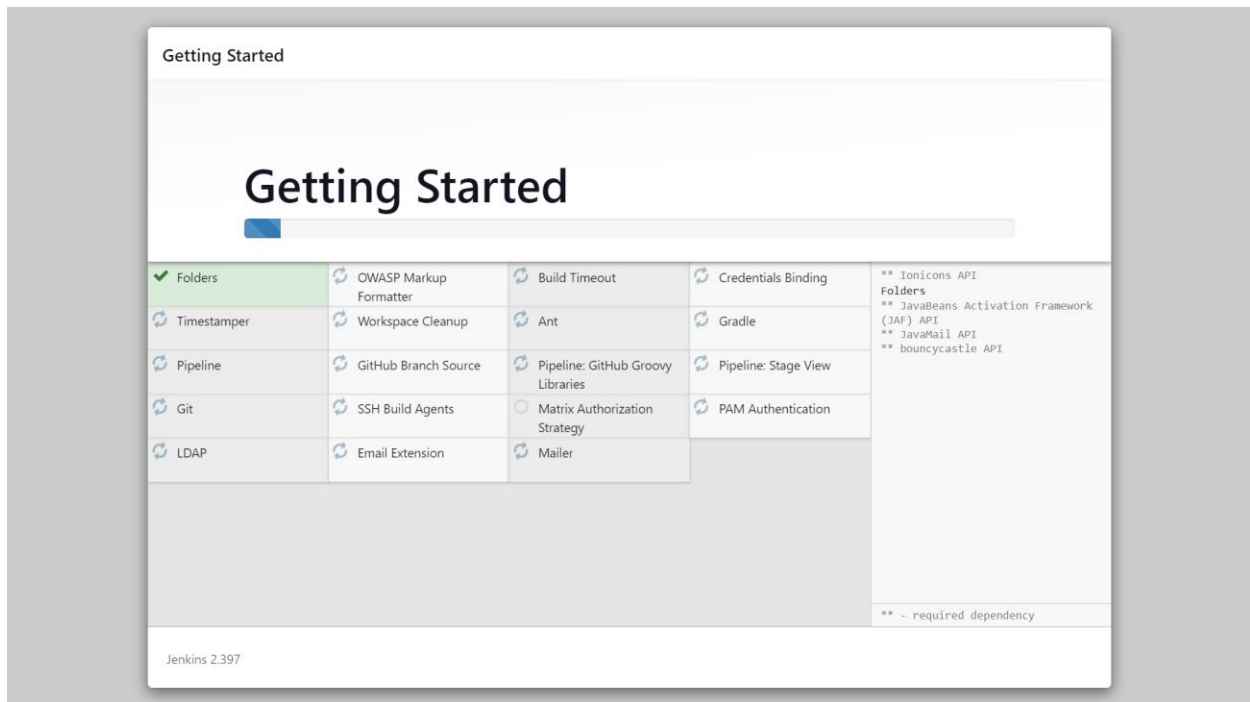 Getting Started
Getting Started
Folders
OWASP Markup
Formatter
Build Timeout
Credentials Binding
Timestamper
Workspace Cleanup
Ant
Gradle
Pipeline
GitHub Branch Source
Pipeline: GitHub Groovy
Libraries
Pipeline: Stage View
Git
SSH Build Agents
Matrix Authorization
Strategy
PAM Authentication
LDAP
Email Extension
Mailer
** Ionicons API
Folders
** JavaBeans Activation Framework
(JAF) API
** JavaMail API
** bouncycastle API
** - required dependency
Jenkins 2.397